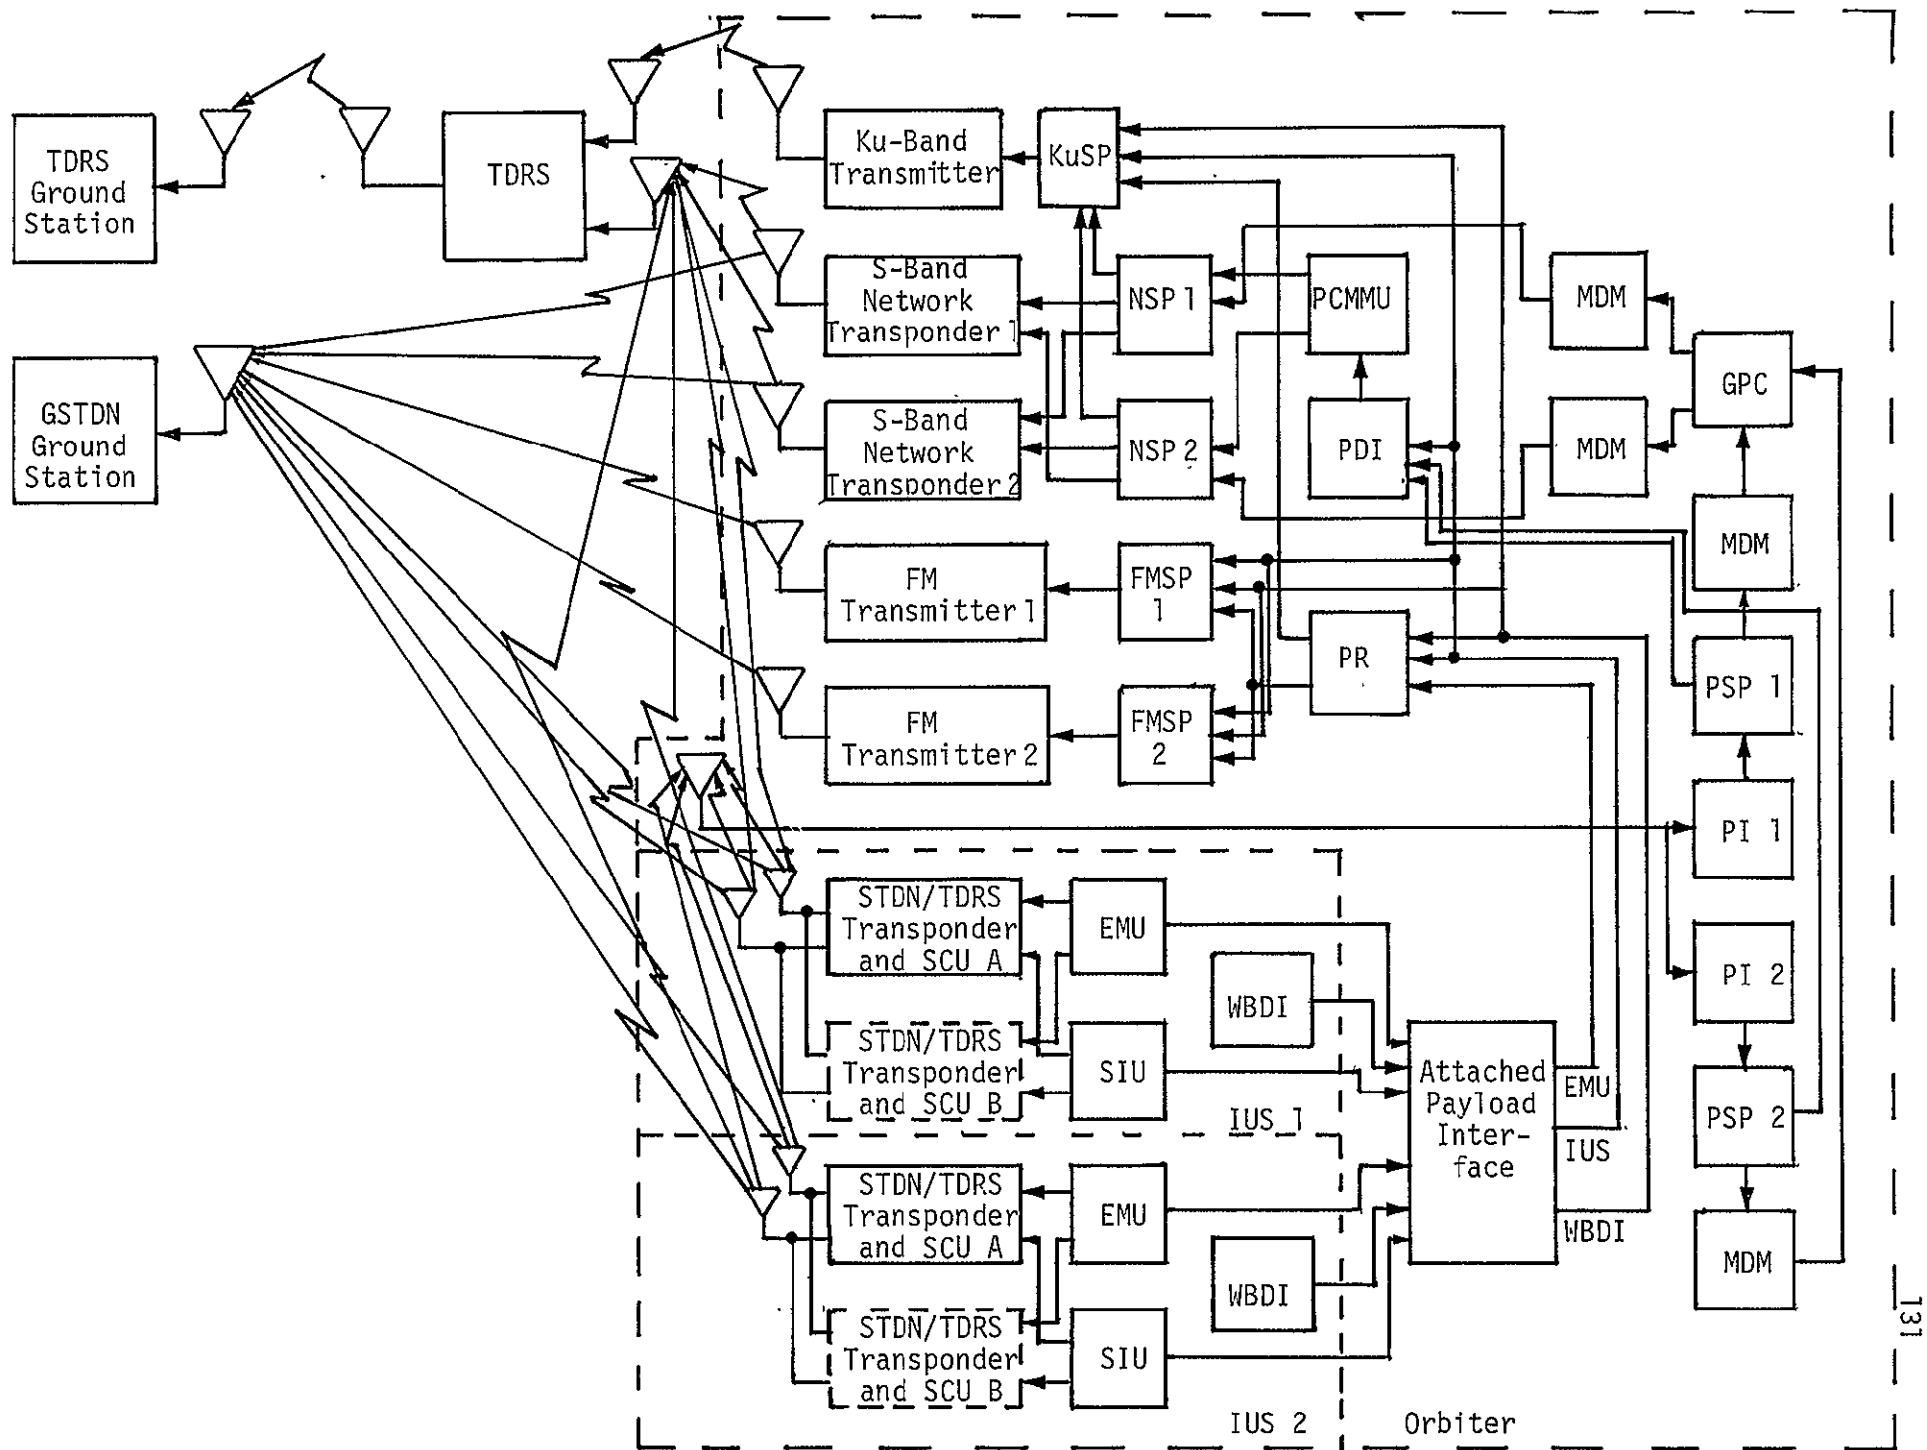 TDRS
Ground
Station
TDRS
Ku-Band
Transmitter
KuSP
GSTDN
Ground
Station
S-Band
Network
Transponder 1
NSP 1
PCMMU
MDM
GPC
S-Band
Network
Transponder 2
NSP 2
PDI
MDM
MDM
FM
Transmitter 1
FMSP
1
PR
PSP 1
FM
Transmitter 2
FMSP
2
PI 1
STDN/TDRS
Transponder
and SCU A
EMU
WBDI
PI 2
STDN/TDRS
Transponder
and SCU B
SIU
IUS 1
Attached
Payload
Inter-
face
EMU
IUS
WBDI
PSP 2
STDN/TDRS
Transponder
and SCU A
EMU
WBDI
MDM
STDN/TDRS
Transponder
and SCU B
SIU
IUS 2
Orbiter
131